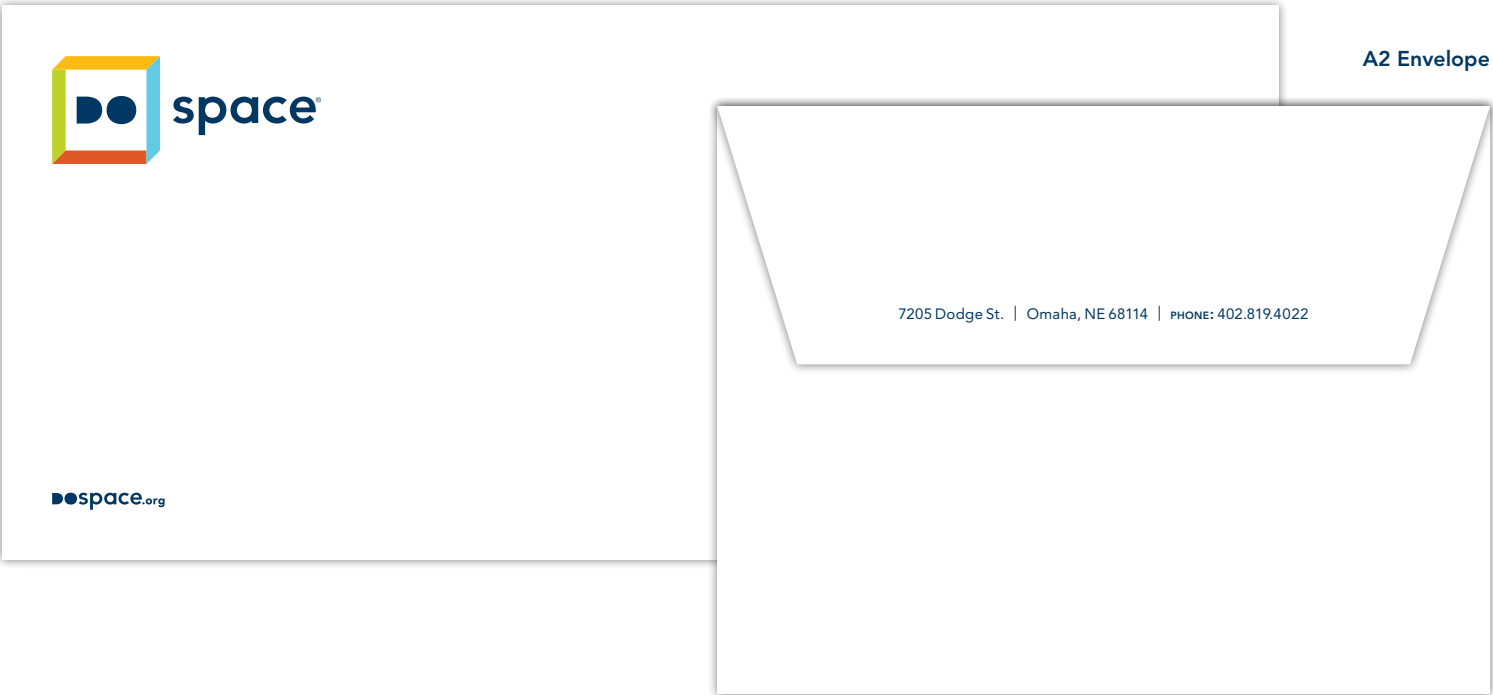 DO space®
A2 Envelope
7205 Dodge St. | Omaha, NE 68114 | PHONE: 402.819.4022
DOspace.org